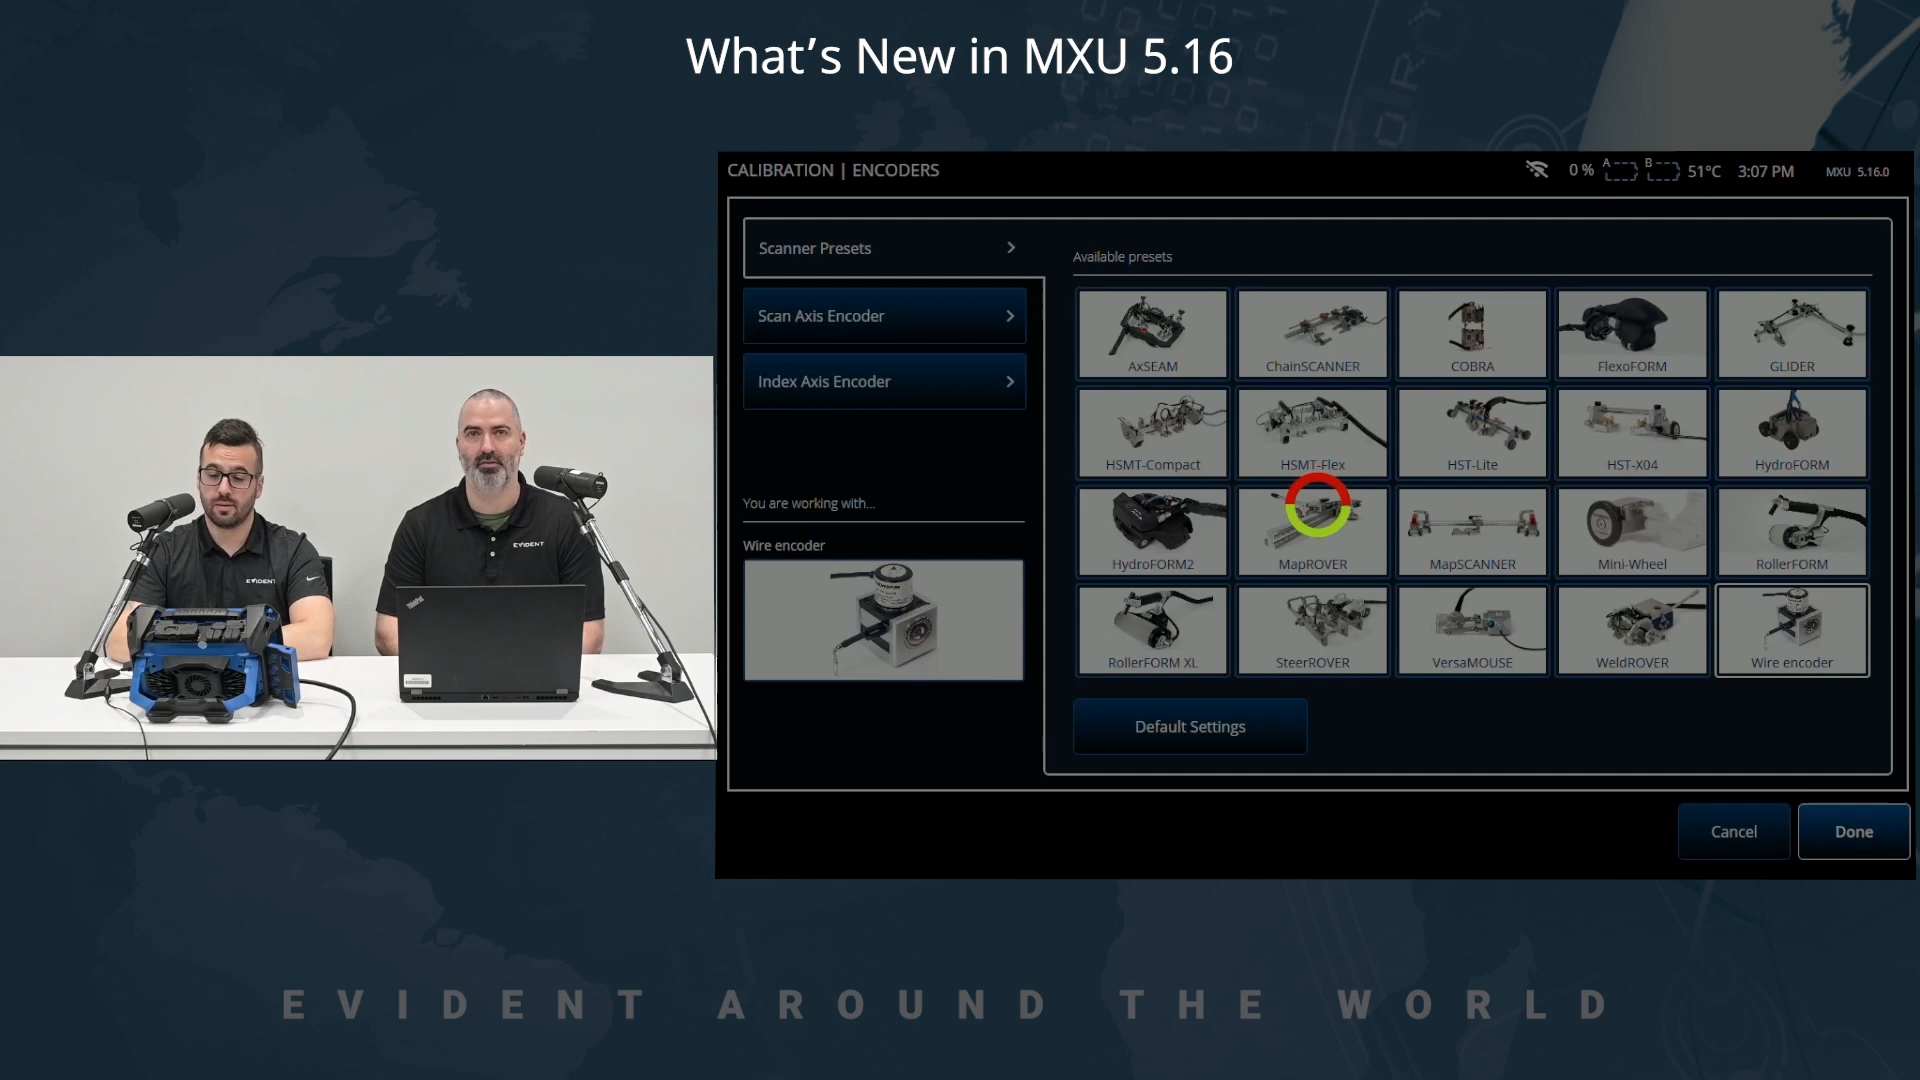 What's New in MXU 5.16
CALIBRATION | ENCODERS
0 % A B 51°C 3:07 PM MXU 5.16.0
Scanner Presets
Scan Axis Encoder
Index Axis Encoder
You are working with...
Wire encoder
Available presets
AxSEAM ChainSCANNER COBRA FlexoFORM GLIDER
HSMT-Compact HSMT-Flex HST-Lite HST-X04 HydroFORM
HydroFORM2 MapROVER MapSCANNER Mini-Wheel RollerFORM
RollerFORM XL SteerROVER VersaMOUSE WeldROVER Wire encoder
Default Settings
Cancel Done
EVIDENT
EVIDENT
ThinkPad
EVIDENT AROUND THE WORLD